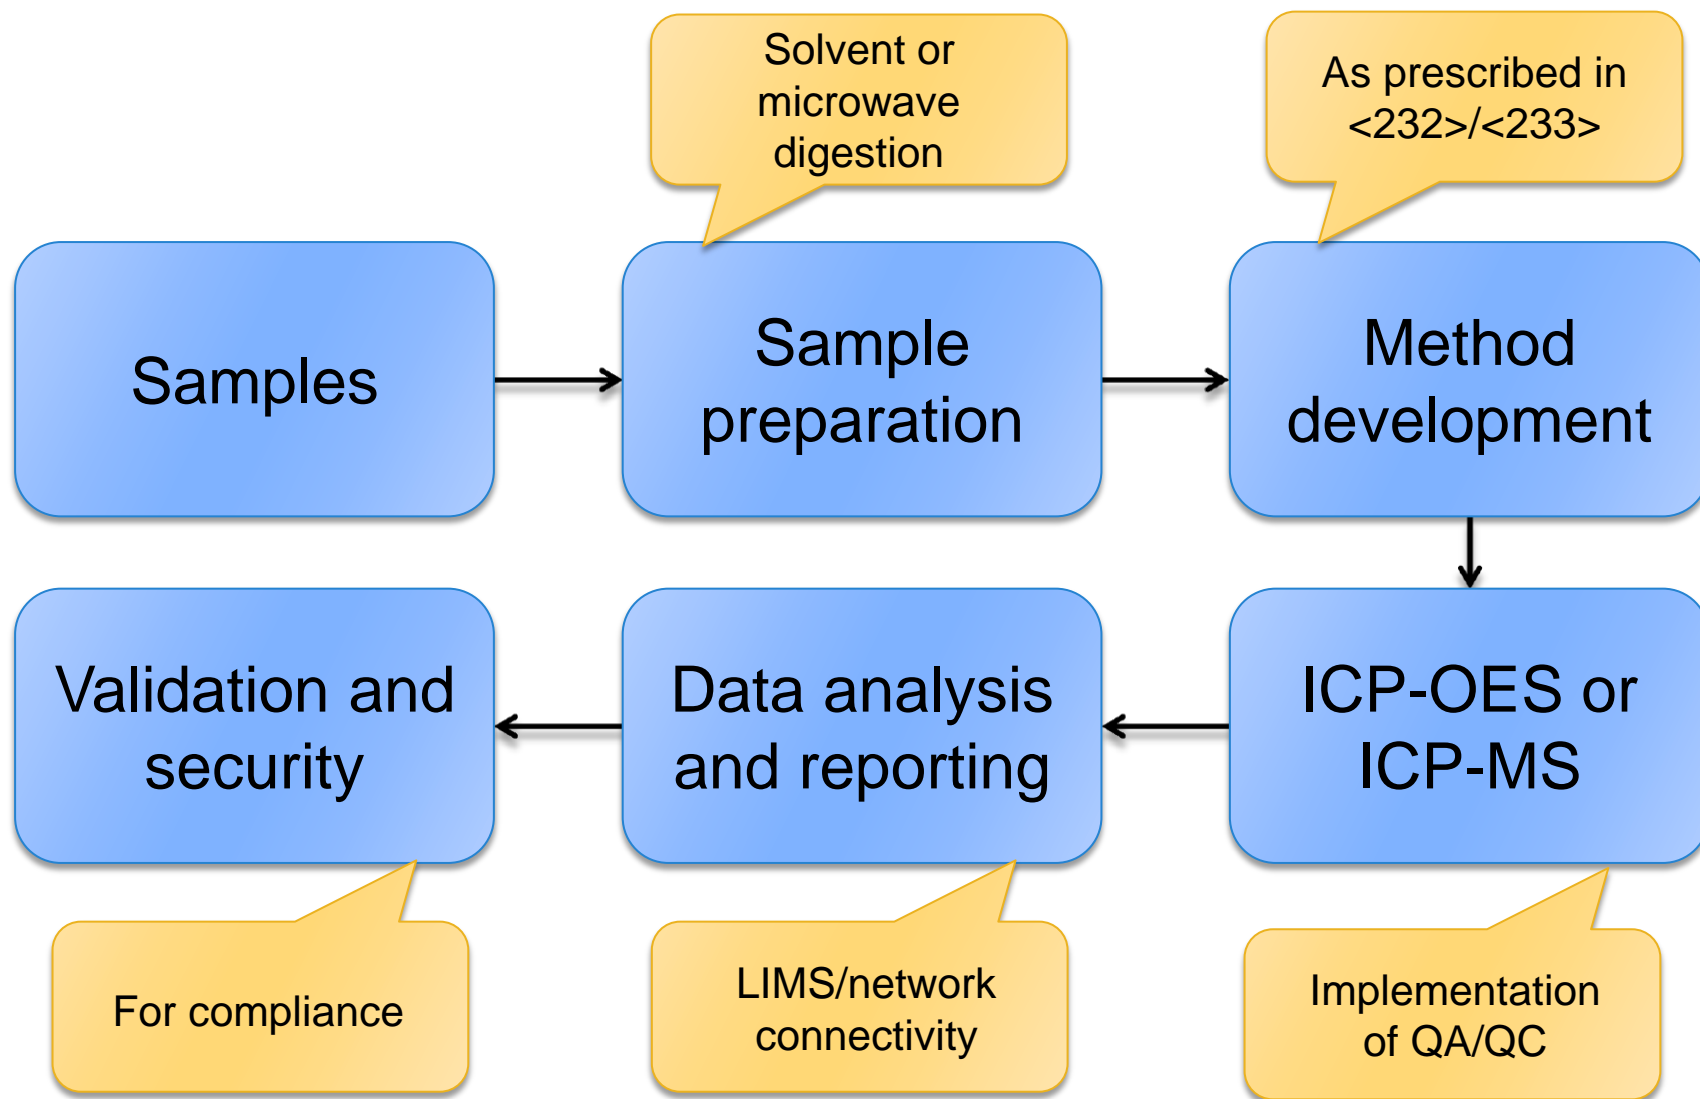 Solvent or
microwave
digestion
As prescribed in
<232>/<233>
Samples
Sample
preparation
Method
development
Validation and
security
Data analysis
and reporting
ICP-OES or
ICP-MS
For compliance
LIMS/network
connectivity
Implementation
of QA/QC